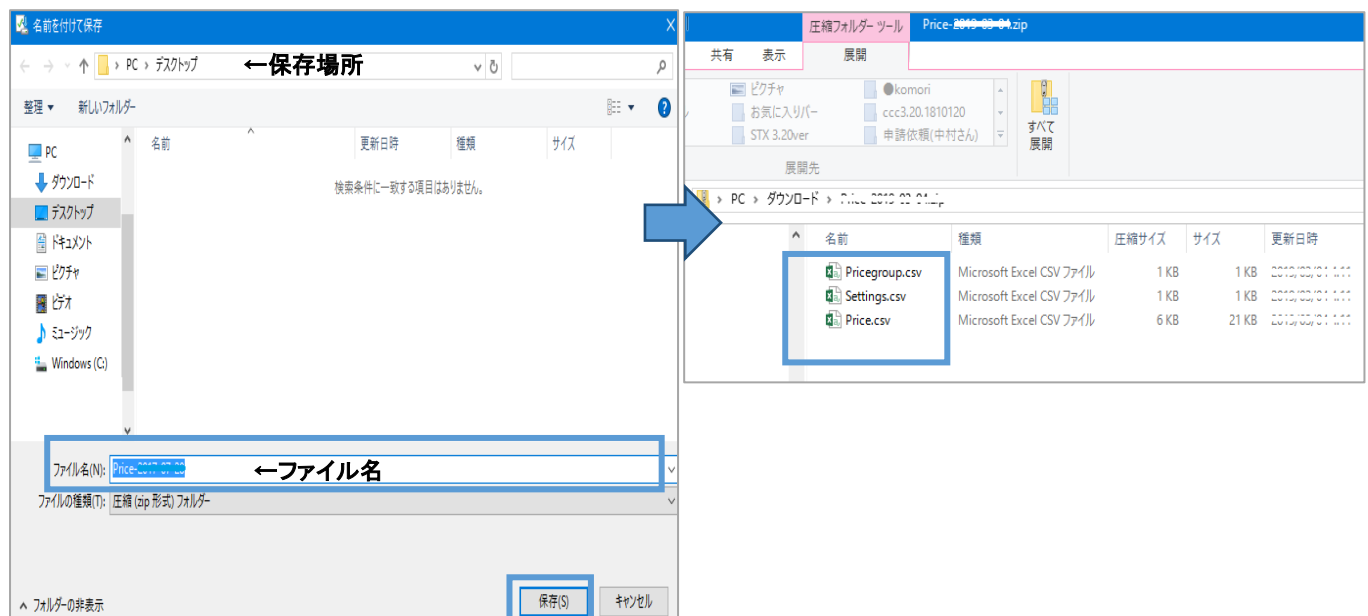 名前を付けて保存
PC › デスクトップ
←保存場所
整理 ▼ 新しいフォルダー
名前 更新日時 種類 サイズ
検索条件に一致する項目はありません。
PC
ダウンロード
デスクトップ
ドキュメント
ピクチャ
ビデオ
ミュージック
Windows (C:)
ファイル名(N): Price-
←ファイル名
ファイルの種類(T): 圧縮 (zip 形式) フォルダー
フォルダーの非表示
保存(S) キャンセル
圧縮フォルダー ツール Price-2019-03-04.zip
共有 表示 展開
ピクチャ ●komori
お気に入りバー ccc3.20.1810120
STX 3.20ver 申請依頼(中村さん)
すべて
展開
展開先
› PC › ダウンロード ›
名前 種類 圧縮サイズ サイズ 更新日時
Pricegroup.csv Microsoft Excel CSV ファイル 1 KB 1 KB
Settings.csv Microsoft Excel CSV ファイル 1 KB 1 KB
Price.csv Microsoft Excel CSV ファイル 6 KB 21 KB